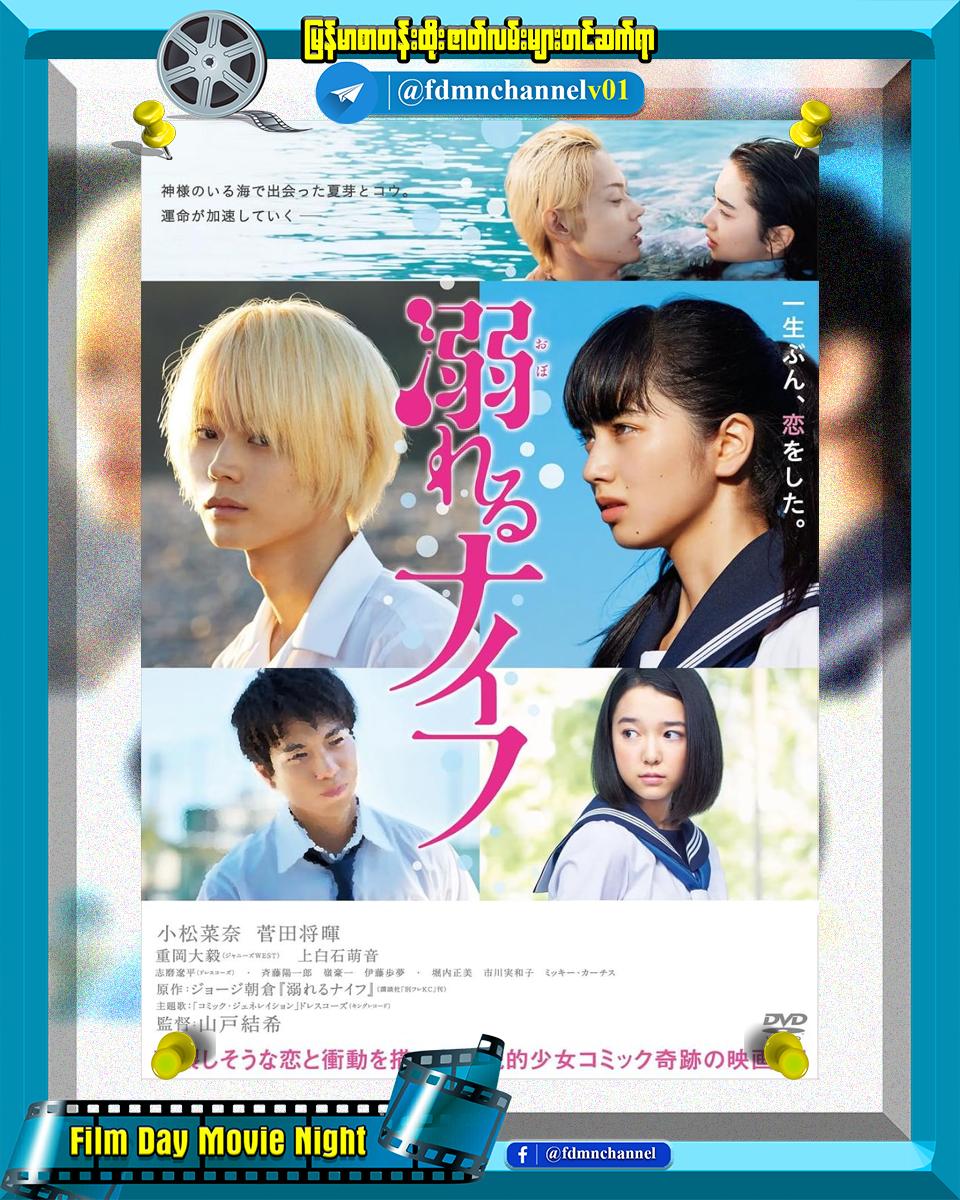 မြန်မာစာတန်းထိုးဇာတ်လမ်းများတင်ဆက်ရာ
@fdmnchannelv01
神様のいる海で出会った夏芽とコウ。
運命が加速していく――
溺れるナイフ
おぼ
一生ぶん、恋をした。
小松菜奈 菅田将暉
重岡大毅(ジャニーズWEST) 上白石萌音
志磨遼平(ドレスコーズ)・斉藤陽一郎 嶺豪一 伊藤歩夢・堀内正美 市川実和子 ミッキー・カーチス
原作:ジョージ朝倉『溺れるナイフ』(講談社「別フレKC」刊)
主題歌:「コミック・ジェネレイション」ドレスコーズ(キングレコード)
監督:山戸結希
DVD
しそうな恋と衝動を 的少女コミック奇跡の映画
Film Day Movie Night
@fdmnchannel